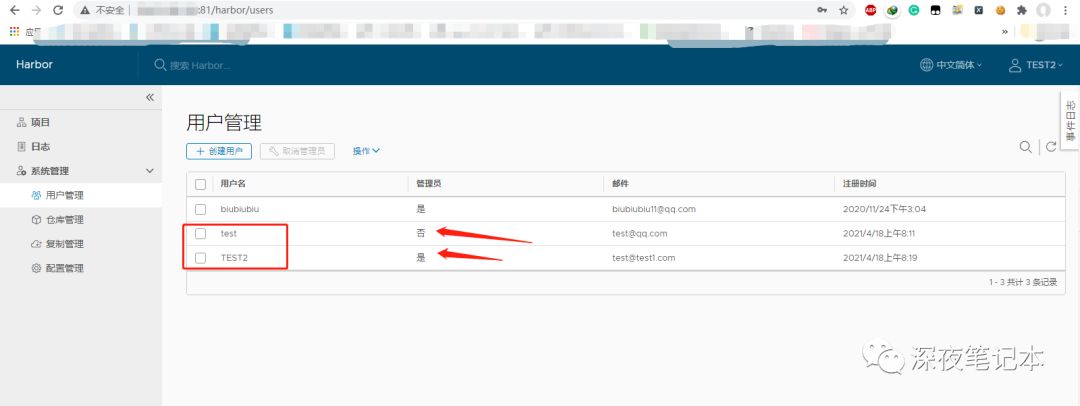 不安全 :81/harbor/users
ABP
应用
Harbor
搜索 Harbor...
中文简体
TEST2
事件日志
项目
日志
系统管理
用户管理
仓库管理
复制管理
配置管理
用户管理
+ 创建用户 取消管理员 操作
用户名 管理员 邮件 注册时间
biubiubiu 是 biubiubiu11@qq.com 2020/11/24下午3:04
test 否 test@qq.com 2021/4/18上午8:11
TEST2 是 test@test1.com 2021/4/18上午8:19
1 - 3 共计 3 条记录
深夜笔记本